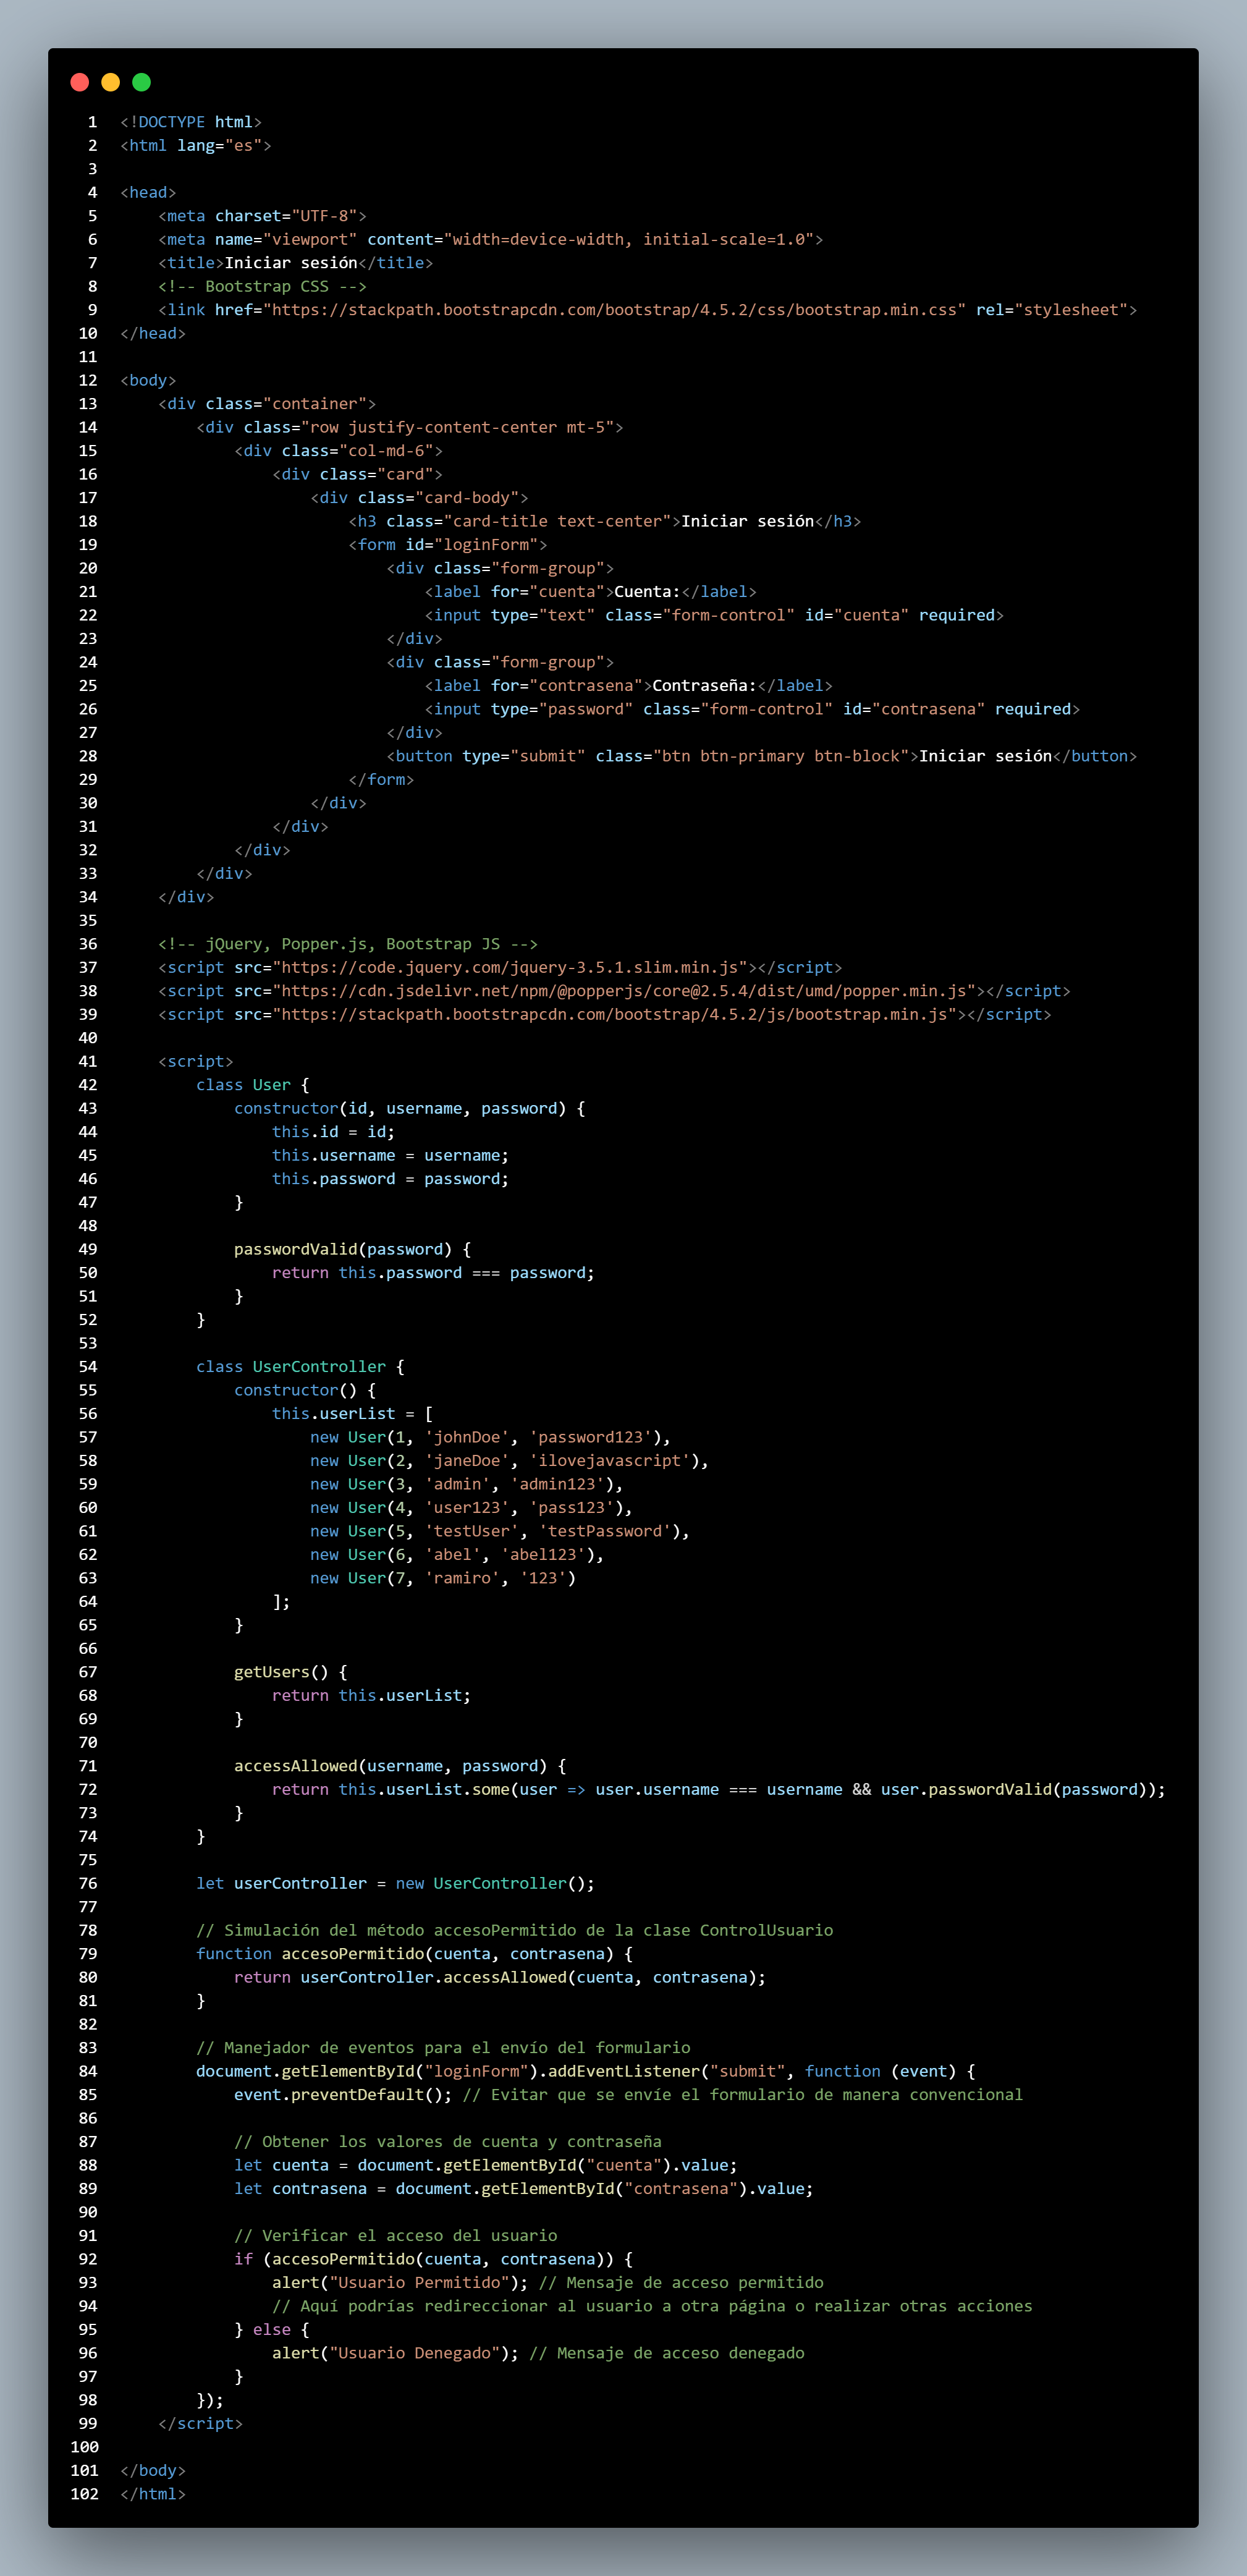 1 <!DOCTYPE html>
2 <html lang="es">
3
4 <head>
5     <meta charset="UTF-8">
6     <meta name="viewport" content="width=device-width, initial-scale=1.0">
7     <title>Iniciar sesión</title>
8     <!-- Bootstrap CSS -->
9     <link href="https://stackpath.bootstrapcdn.com/bootstrap/4.5.2/css/bootstrap.min.css" rel="stylesheet">
10 </head>
11
12 <body>
13     <div class="container">
14         <div class="row justify-content-center mt-5">
15             <div class="col-md-6">
16                 <div class="card">
17                     <div class="card-body">
18                         <h3 class="card-title text-center">Iniciar sesión</h3>
19                         <form id="loginForm">
20                             <div class="form-group">
21                                 <label for="cuenta">Cuenta:</label>
22                                 <input type="text" class="form-control" id="cuenta" required>
23                             </div>
24                             <div class="form-group">
25                                 <label for="contrasena">Contraseña:</label>
26                                 <input type="password" class="form-control" id="contrasena" required>
27                             </div>
28                             <button type="submit" class="btn btn-primary btn-block">Iniciar sesión</button>
29                         </form>
30                     </div>
31                 </div>
32             </div>
33         </div>
34     </div>
35
36     <!-- jQuery, Popper.js, Bootstrap JS -->
37     <script src="https://code.jquery.com/jquery-3.5.1.slim.min.js"></script>
38     <script src="https://cdn.jsdelivr.net/npm/@popperjs/core@2.5.4/dist/umd/popper.min.js"></script>
39     <script src="https://stackpath.bootstrapcdn.com/bootstrap/4.5.2/js/bootstrap.min.js"></script>
40
41     <script>
42         class User {
43             constructor(id, username, password) {
44                 this.id = id;
45                 this.username = username;
46                 this.password = password;
47             }
48
49             passwordValid(password) {
50                 return this.password === password;
51             }
52         }
53
54         class UserController {
55             constructor() {
56                 this.userList = [
57                     new User(1, 'johnDoe', 'password123'),
58                     new User(2, 'janeDoe', 'ilovejavascript'),
59                     new User(3, 'admin', 'admin123'),
60                     new User(4, 'user123', 'pass123'),
61                     new User(5, 'testUser', 'testPassword'),
62                     new User(6, 'abel', 'abel123'),
63                     new User(7, 'ramiro', '123')
64                 ];
65             }
66
67             getUsers() {
68                 return this.userList;
69             }
70
71             accessAllowed(username, password) {
72                 return this.userList.some(user => user.username === username && user.passwordValid(password));
73             }
74         }
75
76         let userController = new UserController();
77
78         // Simulación del método accesoPermitido de la clase ControlUsuario
79         function accesoPermitido(cuenta, contrasena) {
80             return userController.accessAllowed(cuenta, contrasena);
81         }
82
83         // Manejador de eventos para el envío del formulario
84         document.getElementById("loginForm").addEventListener("submit", function (event) {
85             event.preventDefault(); // Evitar que se envíe el formulario de manera convencional
86
87             // Obtener los valores de cuenta y contraseña
88             let cuenta = document.getElementById("cuenta").value;
89             let contrasena = document.getElementById("contrasena").value;
90
91             // Verificar el acceso del usuario
92             if (accesoPermitido(cuenta, contrasena)) {
93                 alert("Usuario Permitido"); // Mensaje de acceso permitido
94                 // Aquí podrías redireccionar al usuario a otra página o realizar otras acciones
95             } else {
96                 alert("Usuario Denegado"); // Mensaje de acceso denegado
97             }
98         });
99     </script>
100
101 </body>
102 </html>